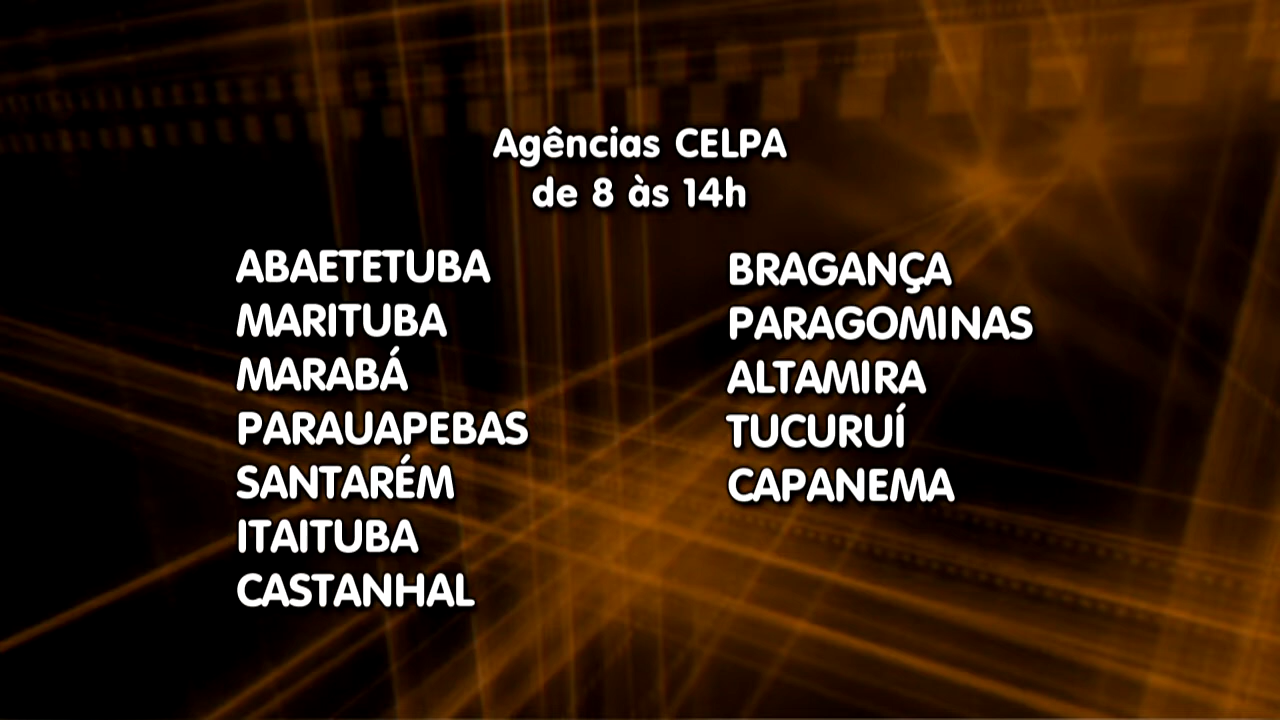 Agências CELPA
de 8 às 14h
ABAETETUBA
MARITUBA
MARABÁ
PARAUAPEBAS
SANTARÉM
ITAITUBA
CASTANHAL
BRAGANÇA
PARAGOMINAS
ALTAMIRA
TUCURUÍ
CAPANEMA